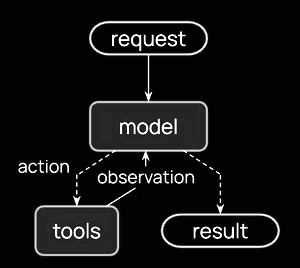 request
model
action
observation
tools
result